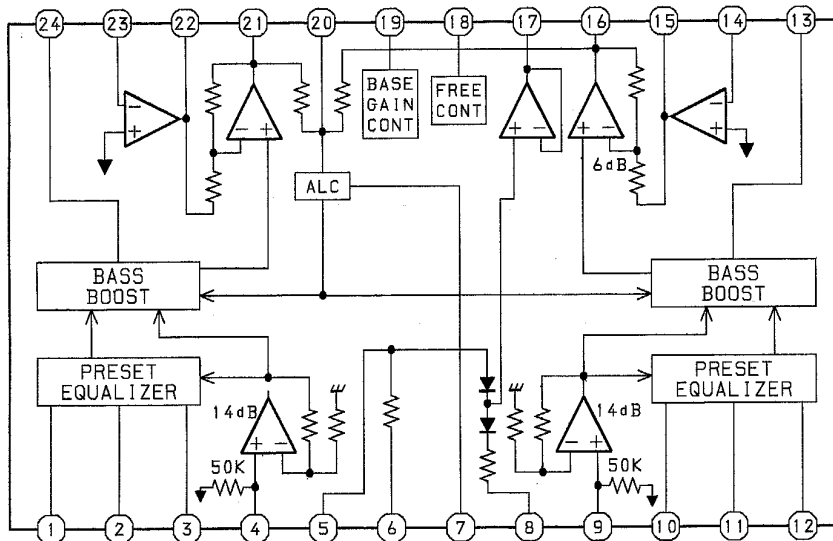 24 23 22 21 20 19 18 17 16 15 14 13
BASE
GAIN
CONT
FREE
CONT
− + − + + − + − − +
6dB
ALC
BASS
BOOST
BASS
BOOST
PRESET
EQUALIZER
PRESET
EQUALIZER
14dB
14dB
+ − − +
50K
50K
1 2 3 4 5 6 7 8 9 10 11 12